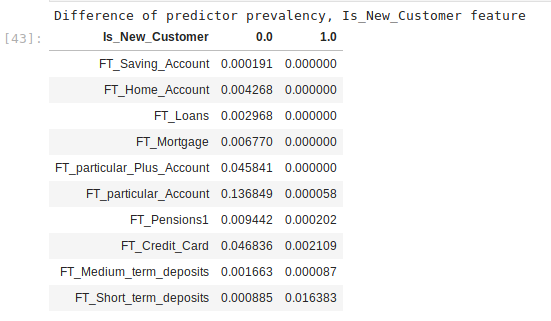 Difference of predictor prevalency, Is_New_Customer feature
[43]:
Is_New_Customer 0.0 1.0
FT_Saving_Account 0.000191 0.000000
FT_Home_Account 0.004268 0.000000
FT_Loans 0.002968 0.000000
FT_Mortgage 0.006770 0.000000
FT_particular_Plus_Account 0.045841 0.000000
FT_particular_Account 0.136849 0.000058
FT_Pensions1 0.009442 0.000202
FT_Credit_Card 0.046836 0.002109
FT_Medium_term_deposits 0.001663 0.000087
FT_Short_term_deposits 0.000885 0.016383